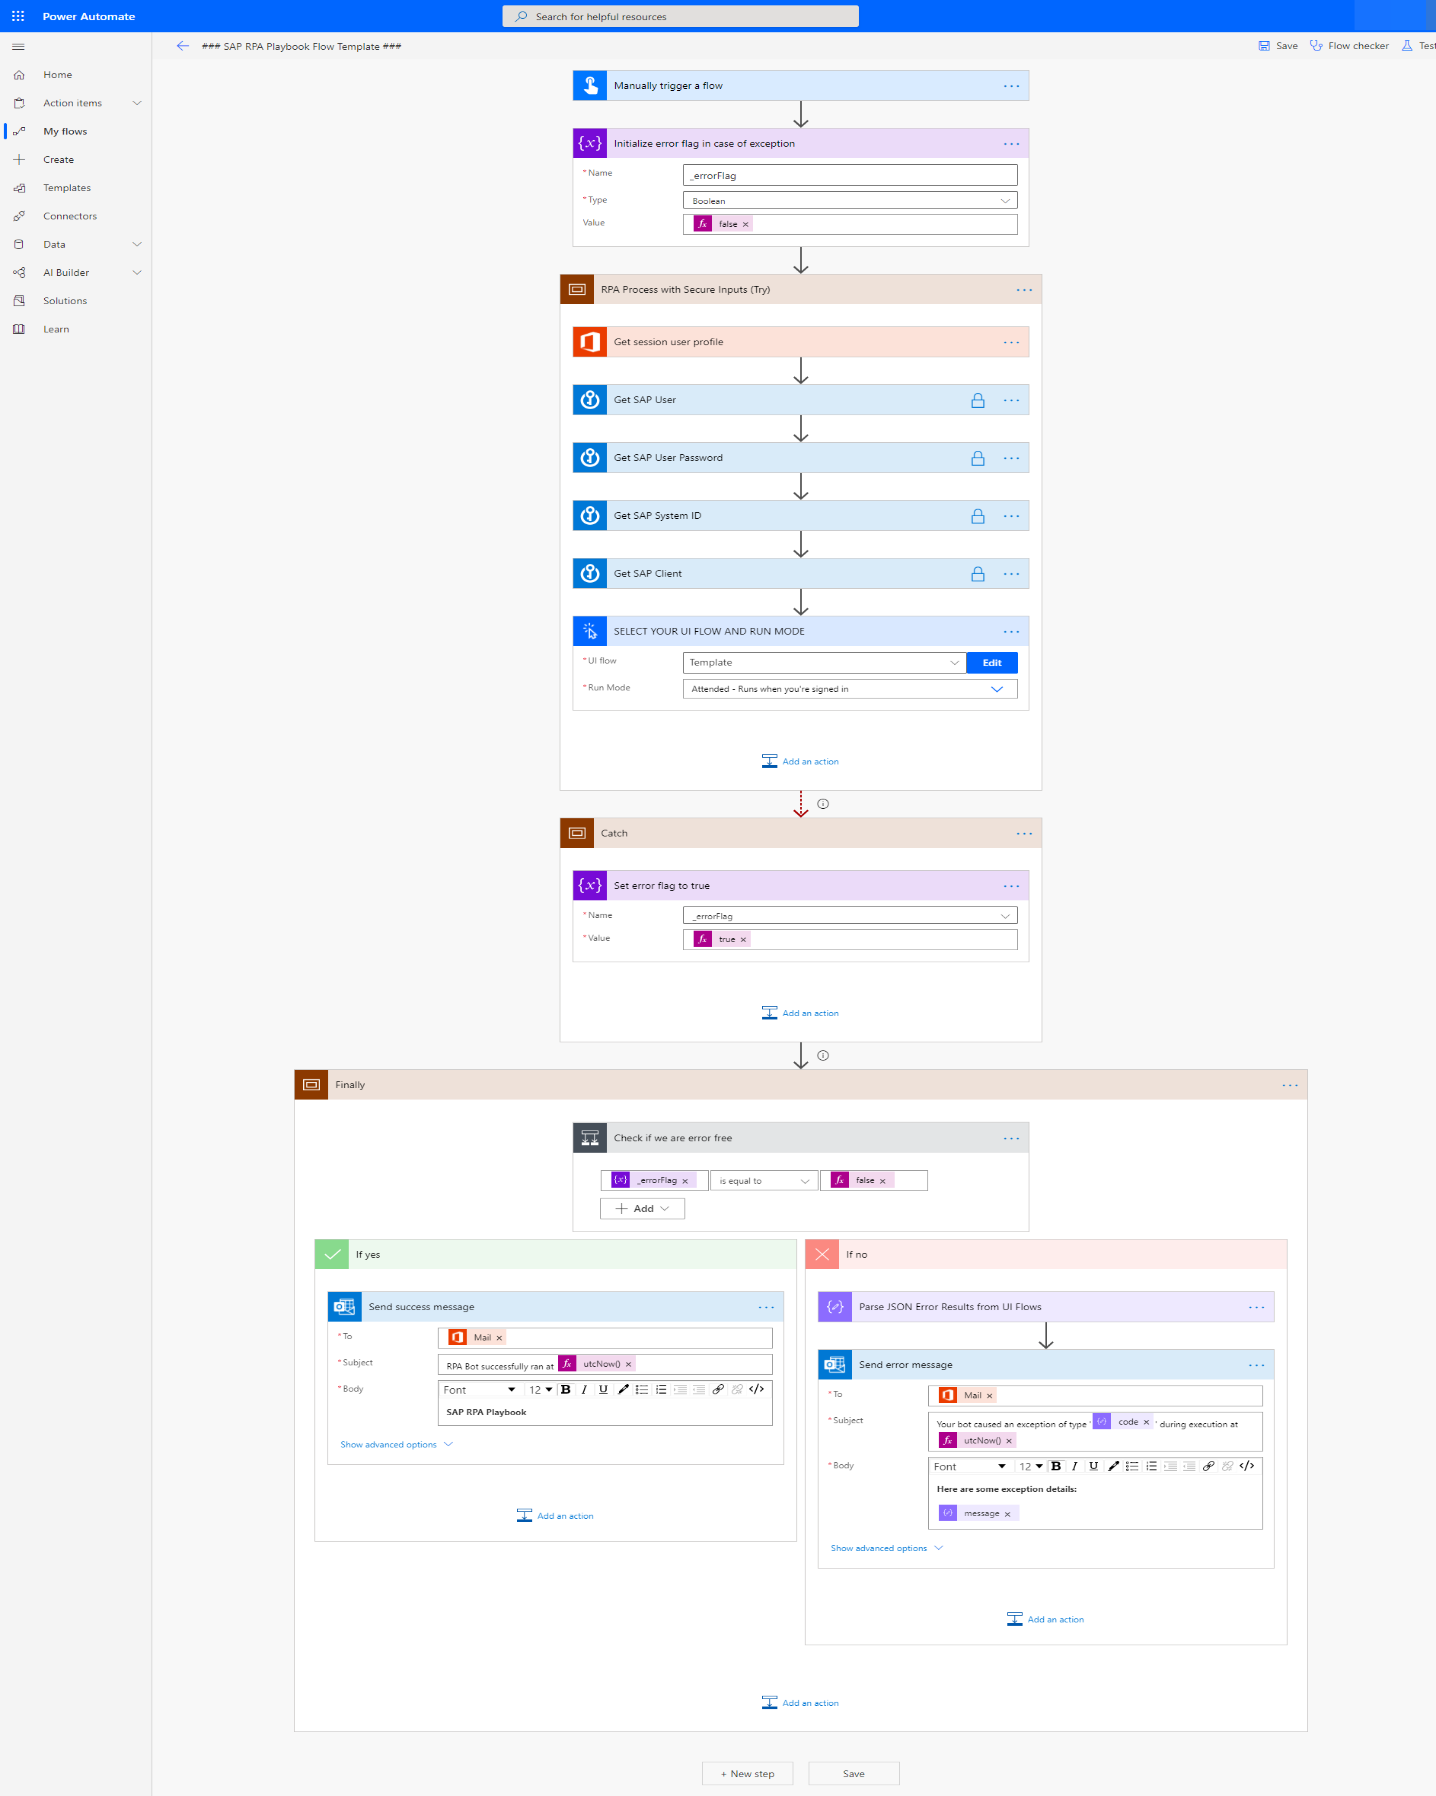 Power Automate
Search for helpful resources
### SAP RPA Playbook Flow Template ###
Save
Flow checker
Test
Home
Action items
My flows
Create
Templates
Connectors
Data
AI Builder
Solutions
Learn
Manually trigger a flow
Initialize error flag in case of exception
* Name
_errorFlag
* Type
Boolean
Value
fx false ×
RPA Process with Secure Inputs (Try)
Get session user profile
Get SAP User
Get SAP User Password
Get SAP System ID
Get SAP Client
SELECT YOUR UI FLOW AND RUN MODE
* UI flow
Template
Edit
* Run Mode
Attended - Runs when you're signed in
Add an action
Catch
{x} Set error flag to true
* Name
_errorFlag
* Value
fx true ×
Add an action
Finally
Check if we are error free
{x} _errorFlag ×
is equal to
fx false ×
+ Add
If yes
Send success message
* To
Mail ×
* Subject
RPA Bot successfully ran at fx utcNow() ×
* Body
Font 12 B I U </>
SAP RPA Playbook
Show advanced options
Add an action
If no
Parse JSON Error Results from UI Flows
Send error message
* To
Mail ×
* Subject
Your bot caused an exception of type ' code × ' during execution at
fx utcNow() ×
* Body
Font 12 B I U </>
Here are some exception details:
message ×
Show advanced options
Add an action
Add an action
+ New step
Save